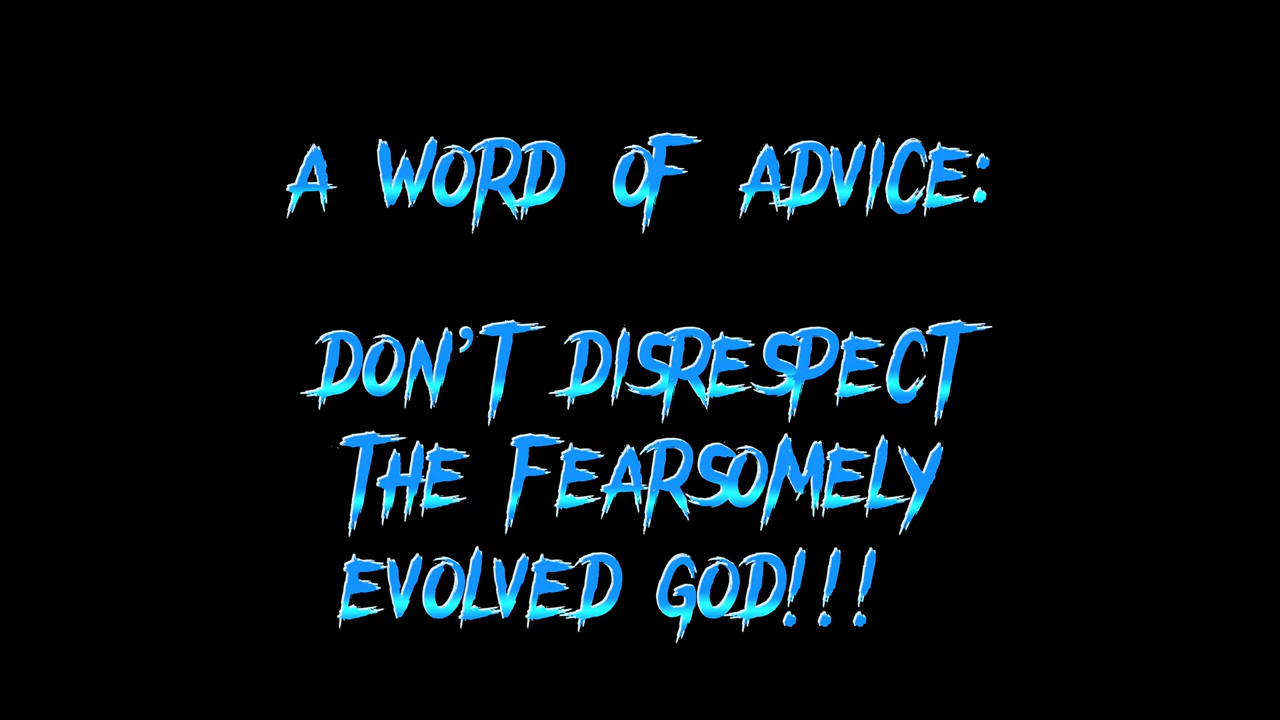 A WORD OF ADVICE:
DON'T DISRESPECT
THE FEARSOMELY
EVOLVED GOD!!!